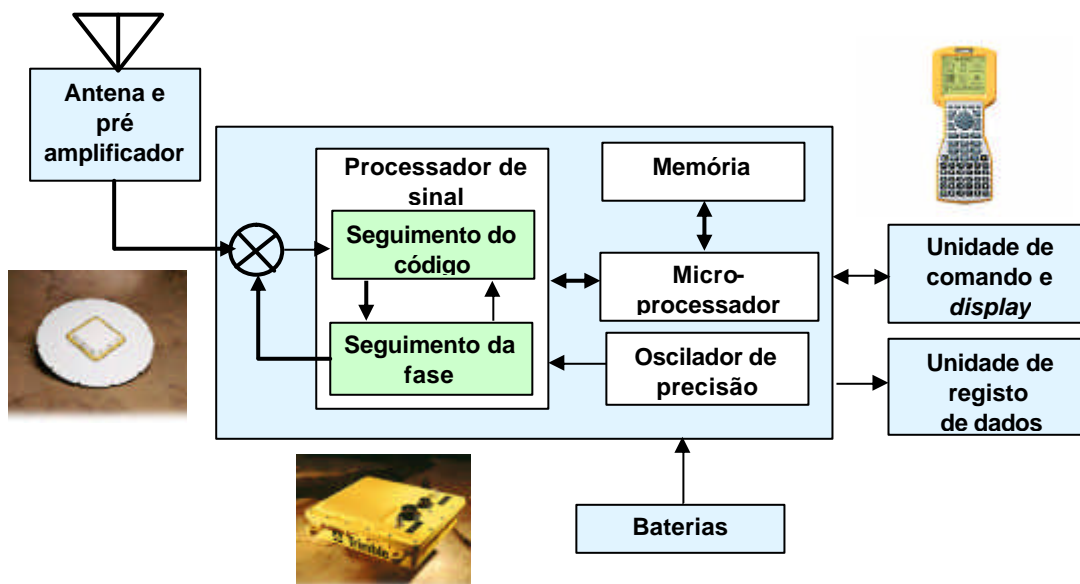 Antena e
pré
amplificador
Processador de
sinal
Seguimento do
código
Seguimento da
fase
Memória
Micro-
processador
Oscilador de
precisão
Unidade de
comando e
display
Unidade de
registo
de dados
Baterias
Trimble